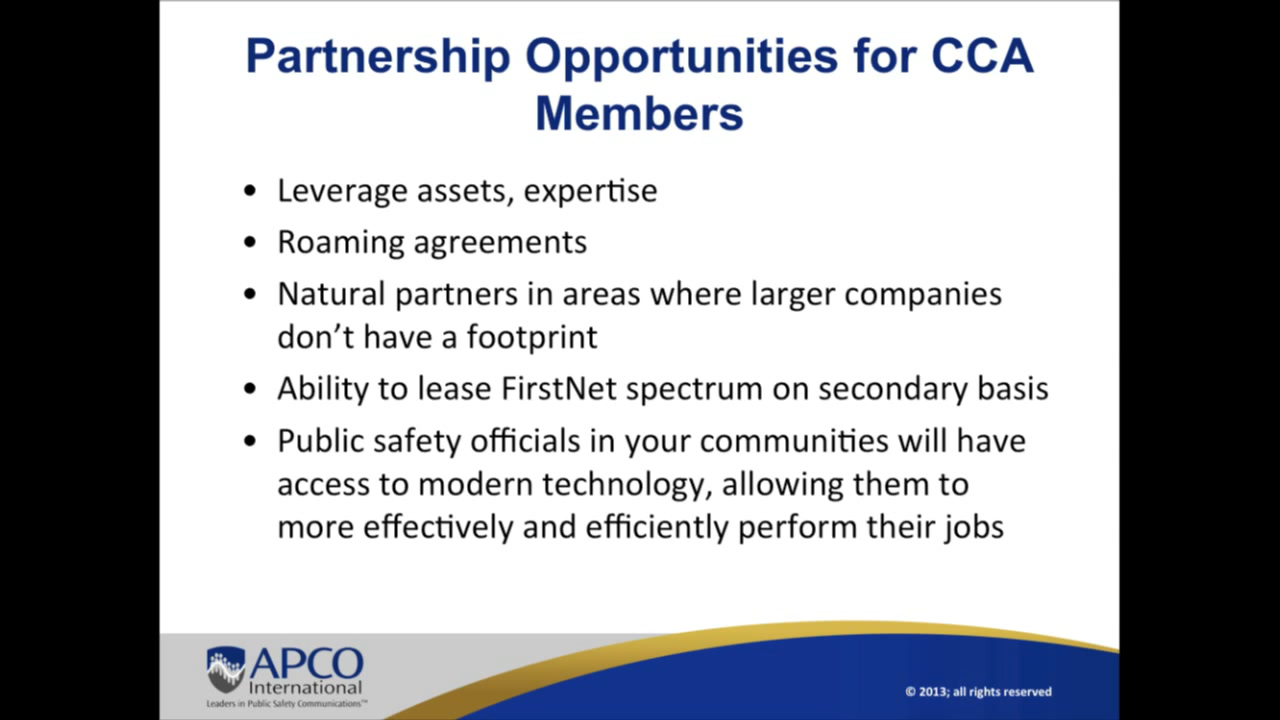 Partnership Opportunities for CCA
Members
• Leverage assets, expertise
• Roaming agreements
• Natural partners in areas where larger companies
don’t have a footprint
• Ability to lease FirstNet spectrum on secondary basis
• Public safety officials in your communities will have
access to modern technology, allowing them to
more effectively and efficiently perform their jobs
APCO
International
Leaders in Public Safety Communications™
© 2013; all rights reserved